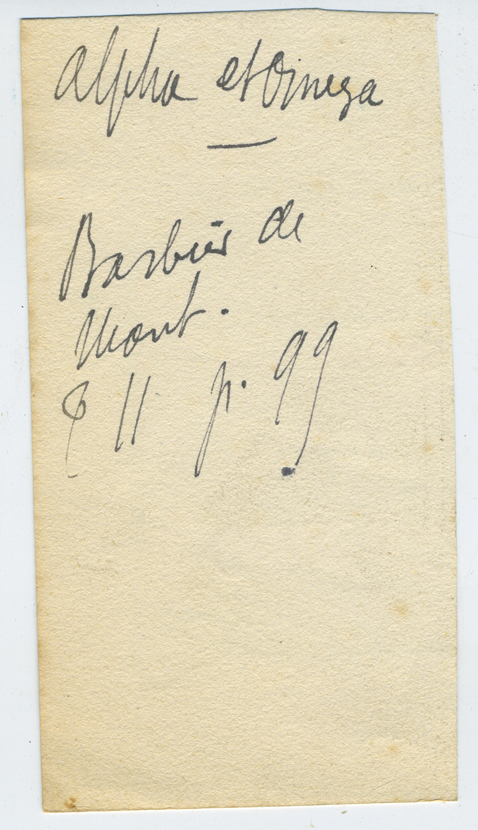 Alpha et Omega
Barbier de
Mont.
T II p. 99